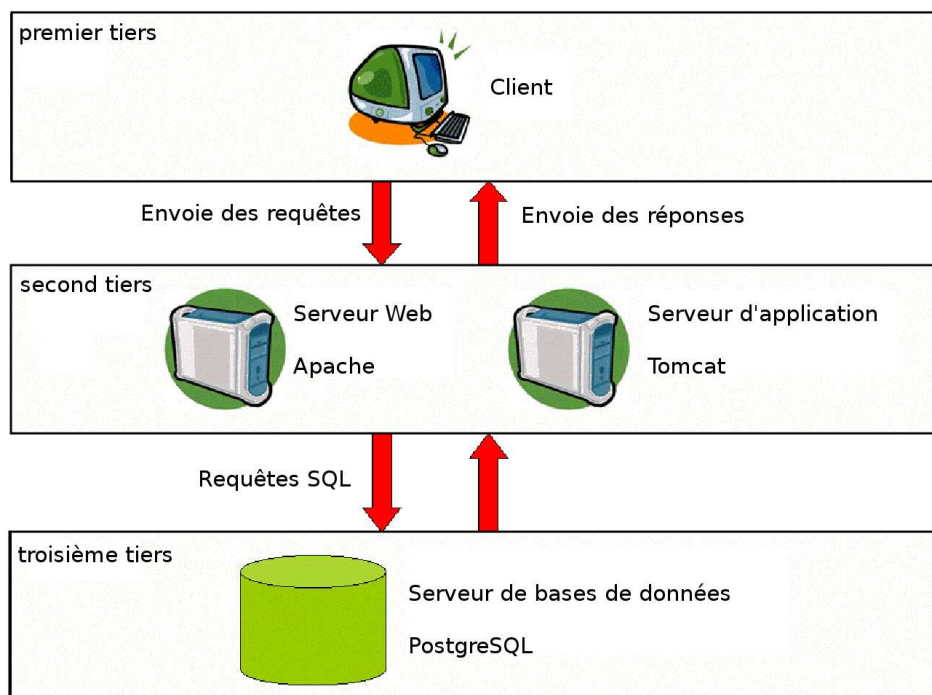 premier tiers
Client
Envoie des requêtes
Envoie des réponses
second tiers
Serveur Web
Apache
Serveur d'application
Tomcat
Requêtes SQL
troisième tiers
Serveur de bases de données
PostgreSQL